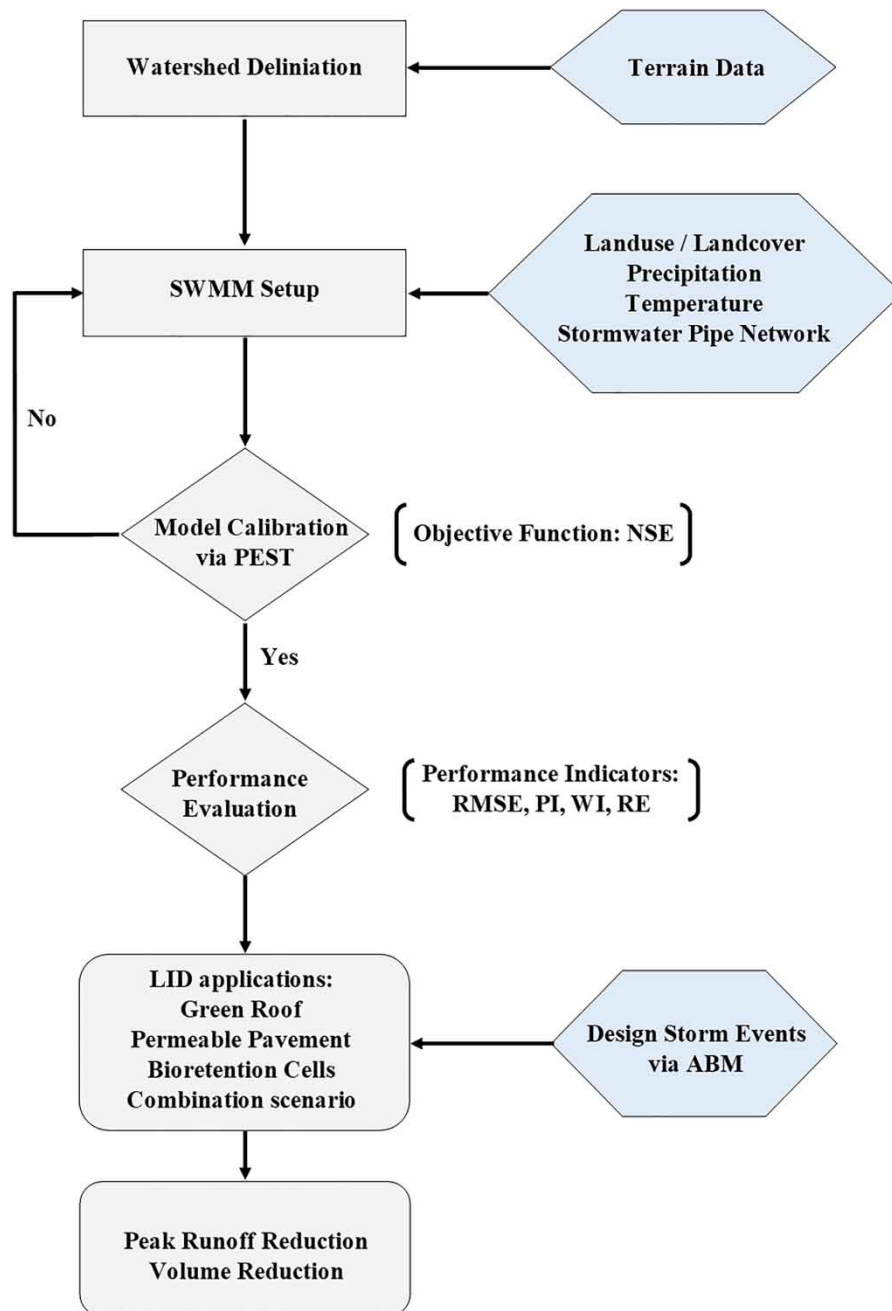 Watershed Deliniation
Terrain Data
SWMM Setup
Landuse / Landcover
Precipitation
Temperature
Stormwater Pipe Network
No
Model Calibration
via PEST
Objective Function: NSE
Yes
Performance
Evaluation
Performance Indicators:
RMSE, PI, WI, RE
LID applications:
Green Roof
Permeable Pavement
Bioretention Cells
Combination scenario
Design Storm Events
via ABM
Peak Runoff Reduction
Volume Reduction